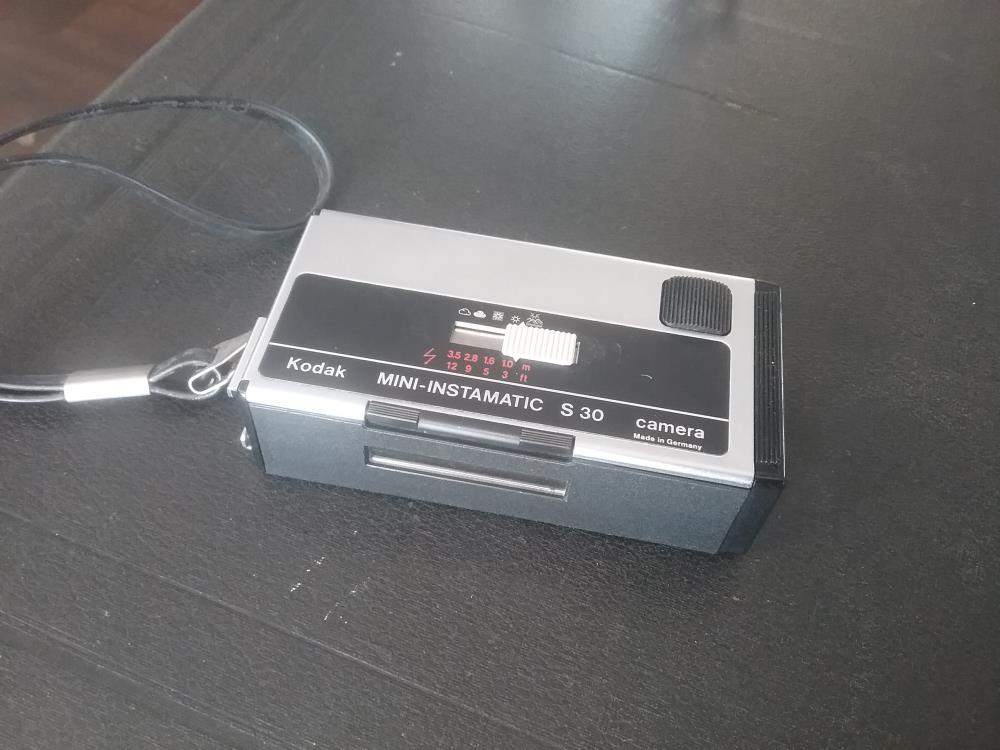 3.5 2.8 1.6 1.0 m
12 9 5 3 ft
Kodak MINI-INSTAMATIC S 30 camera
Made in Germany